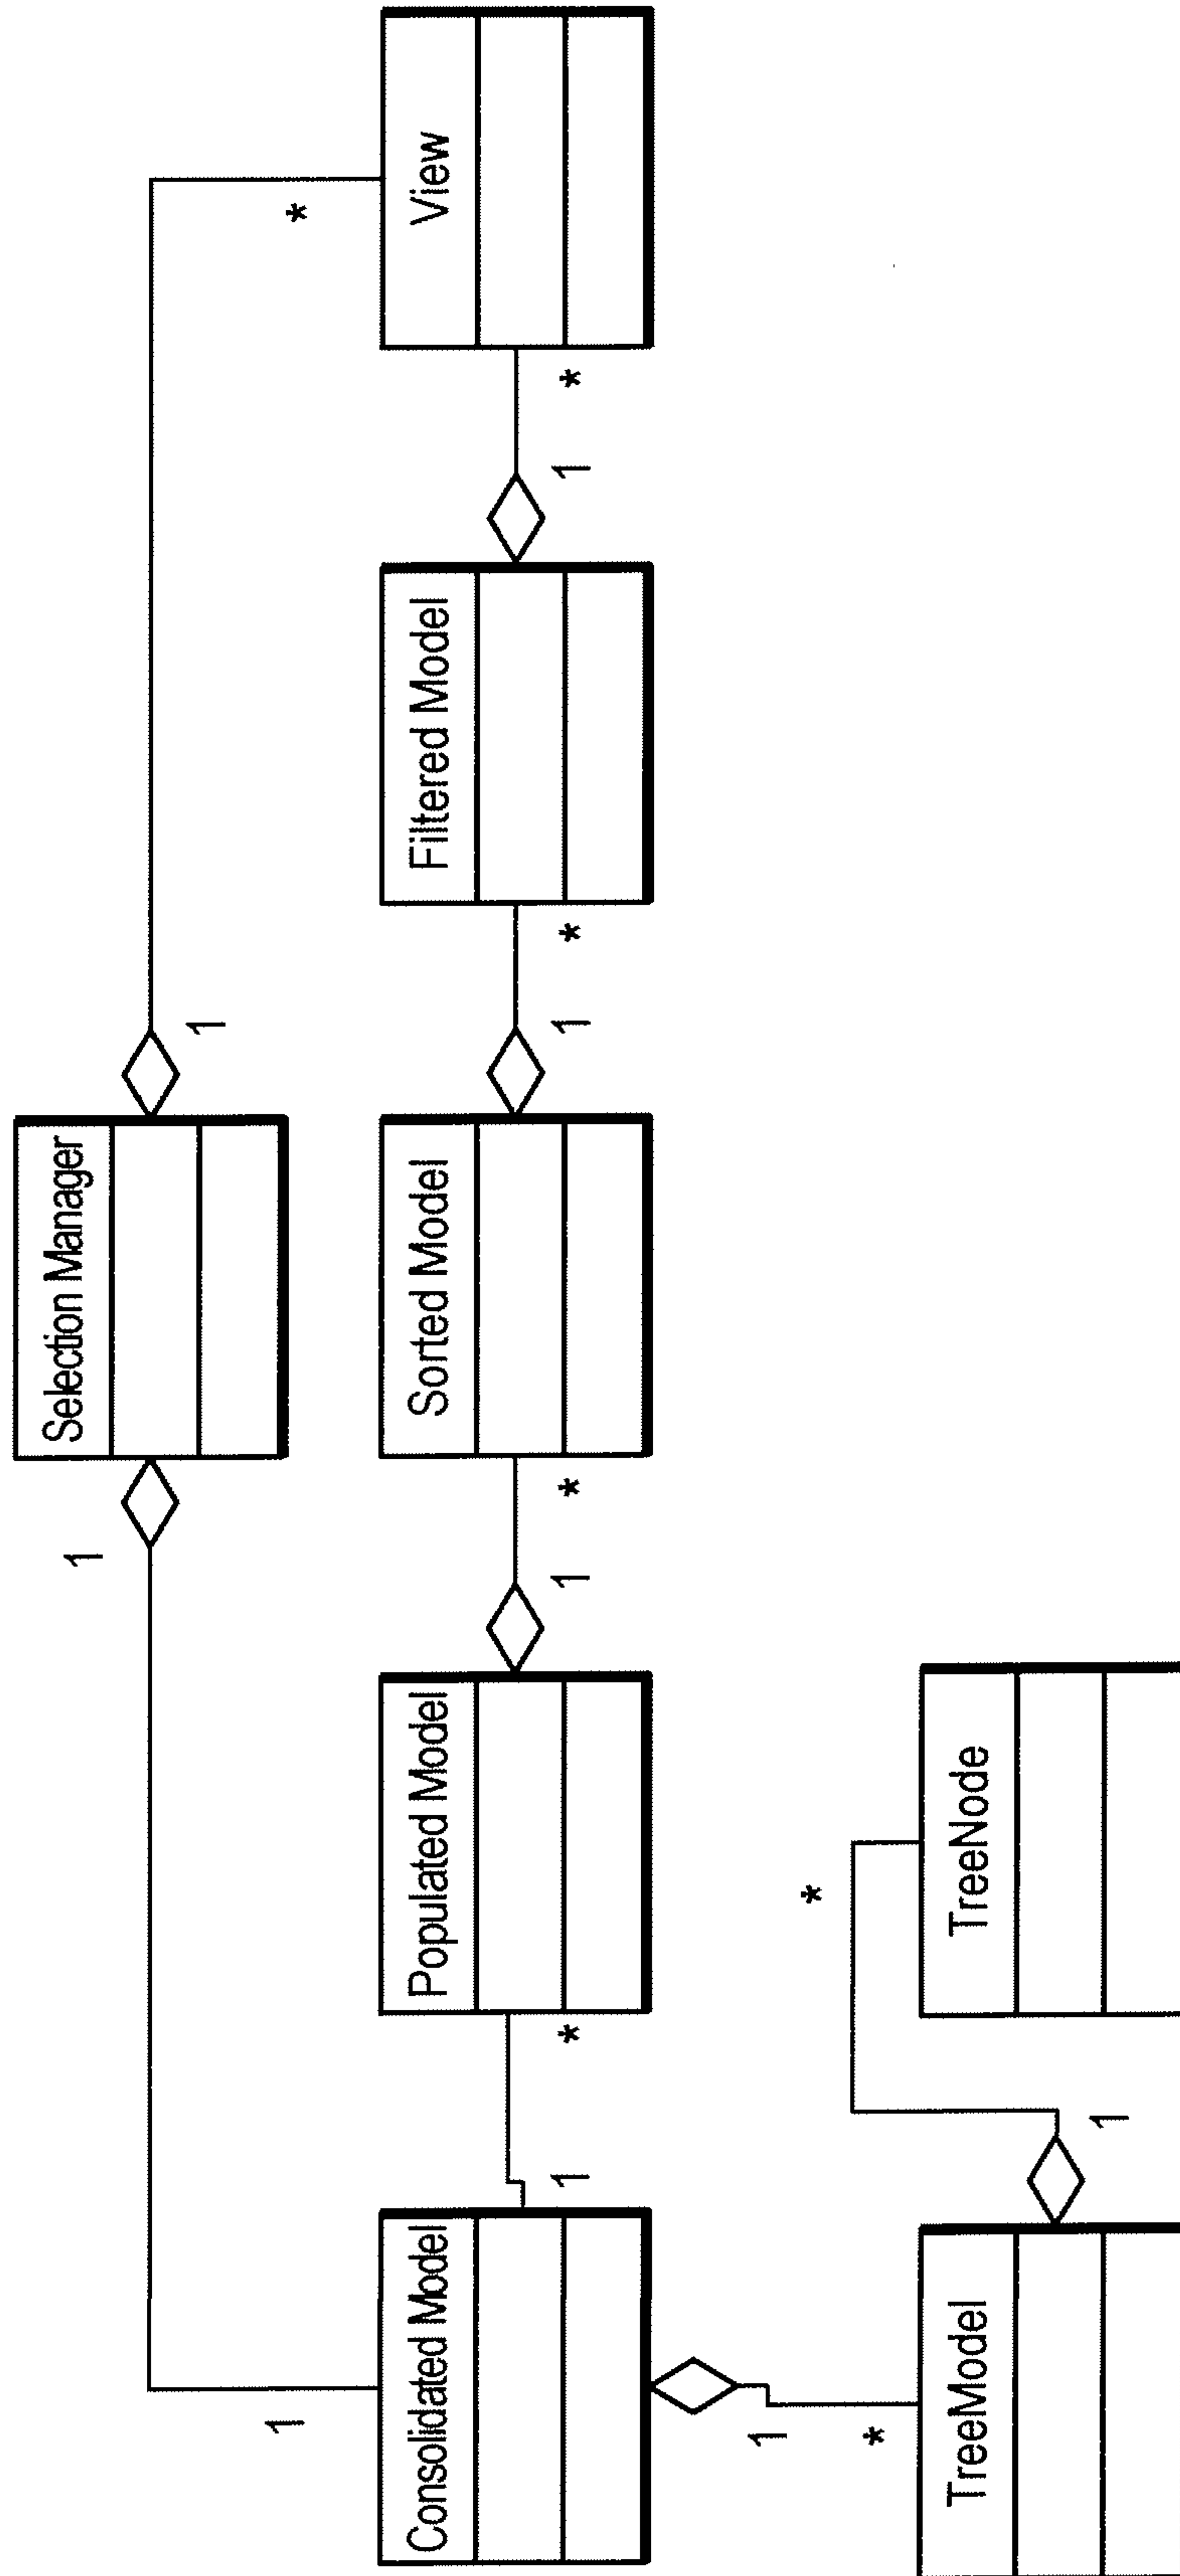 Selection Manager
1
1
1
*
Consolidated Model
1
*
Populated Model
1
*
Sorted Model
1
*
Filtered Model
1
*
View
1
*
TreeModel
1
*
TreeNode